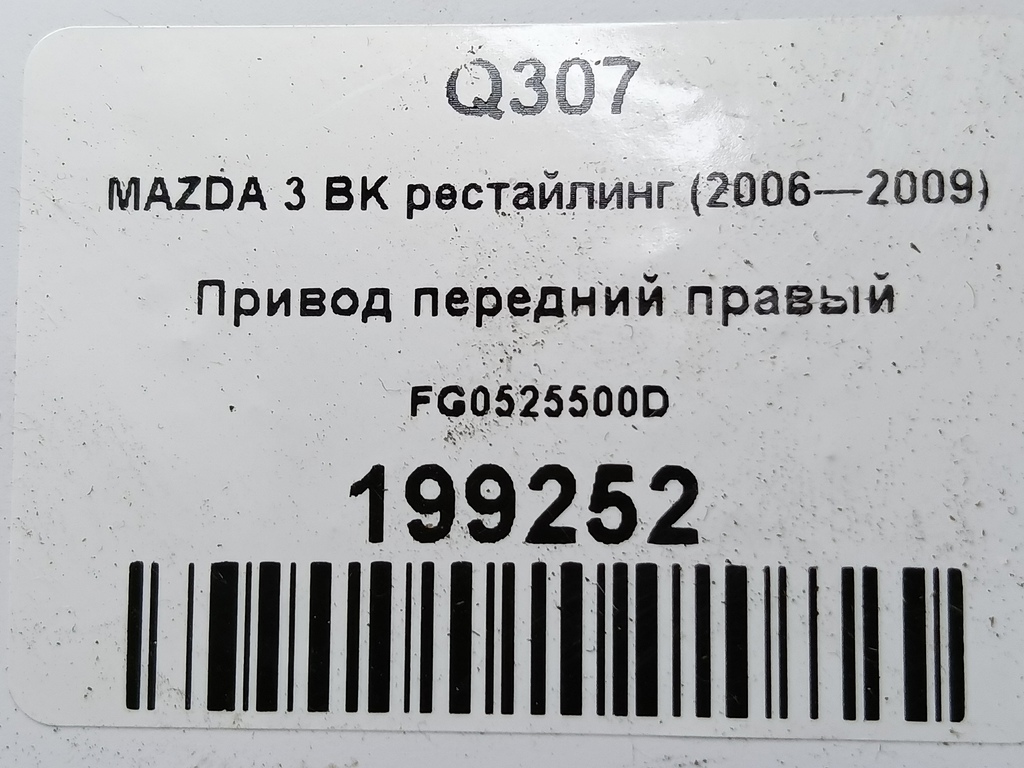 Q307
MAZDA 3 BK рестайлинг (2006—2009)
Привод передний правый
FG0525500D
199252